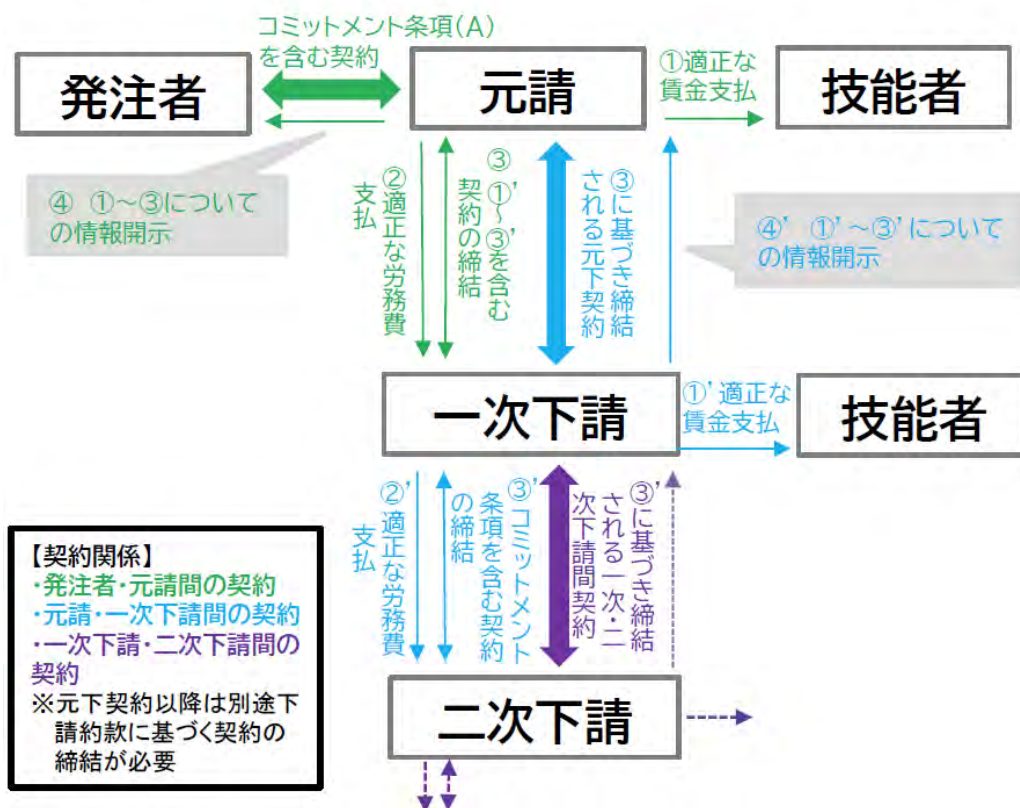 コミットメント条項(A)
を含む契約
発注者
元請
①適正な
賃金支払
技能者
④ ①～③について
の情報開示
②適正な労務費
支払
③①’～③’を含む
契約の締結
③に基づき締結
される元下契約
④’ ①’～③’について
の情報開示
一次下請
①’適正な
賃金支払
技能者
②’適正な労務費
支払
③’コミットメント
条項を含む契約
の締結
③’に基づき締結
される一次・二
次下請間契約
二次下請
【契約関係】
・発注者・元請間の契約
・元請・一次下請間の契約
・一次下請・二次下請間の
契約
※元下契約以降は別途下
請約款に基づく契約の
締結が必要